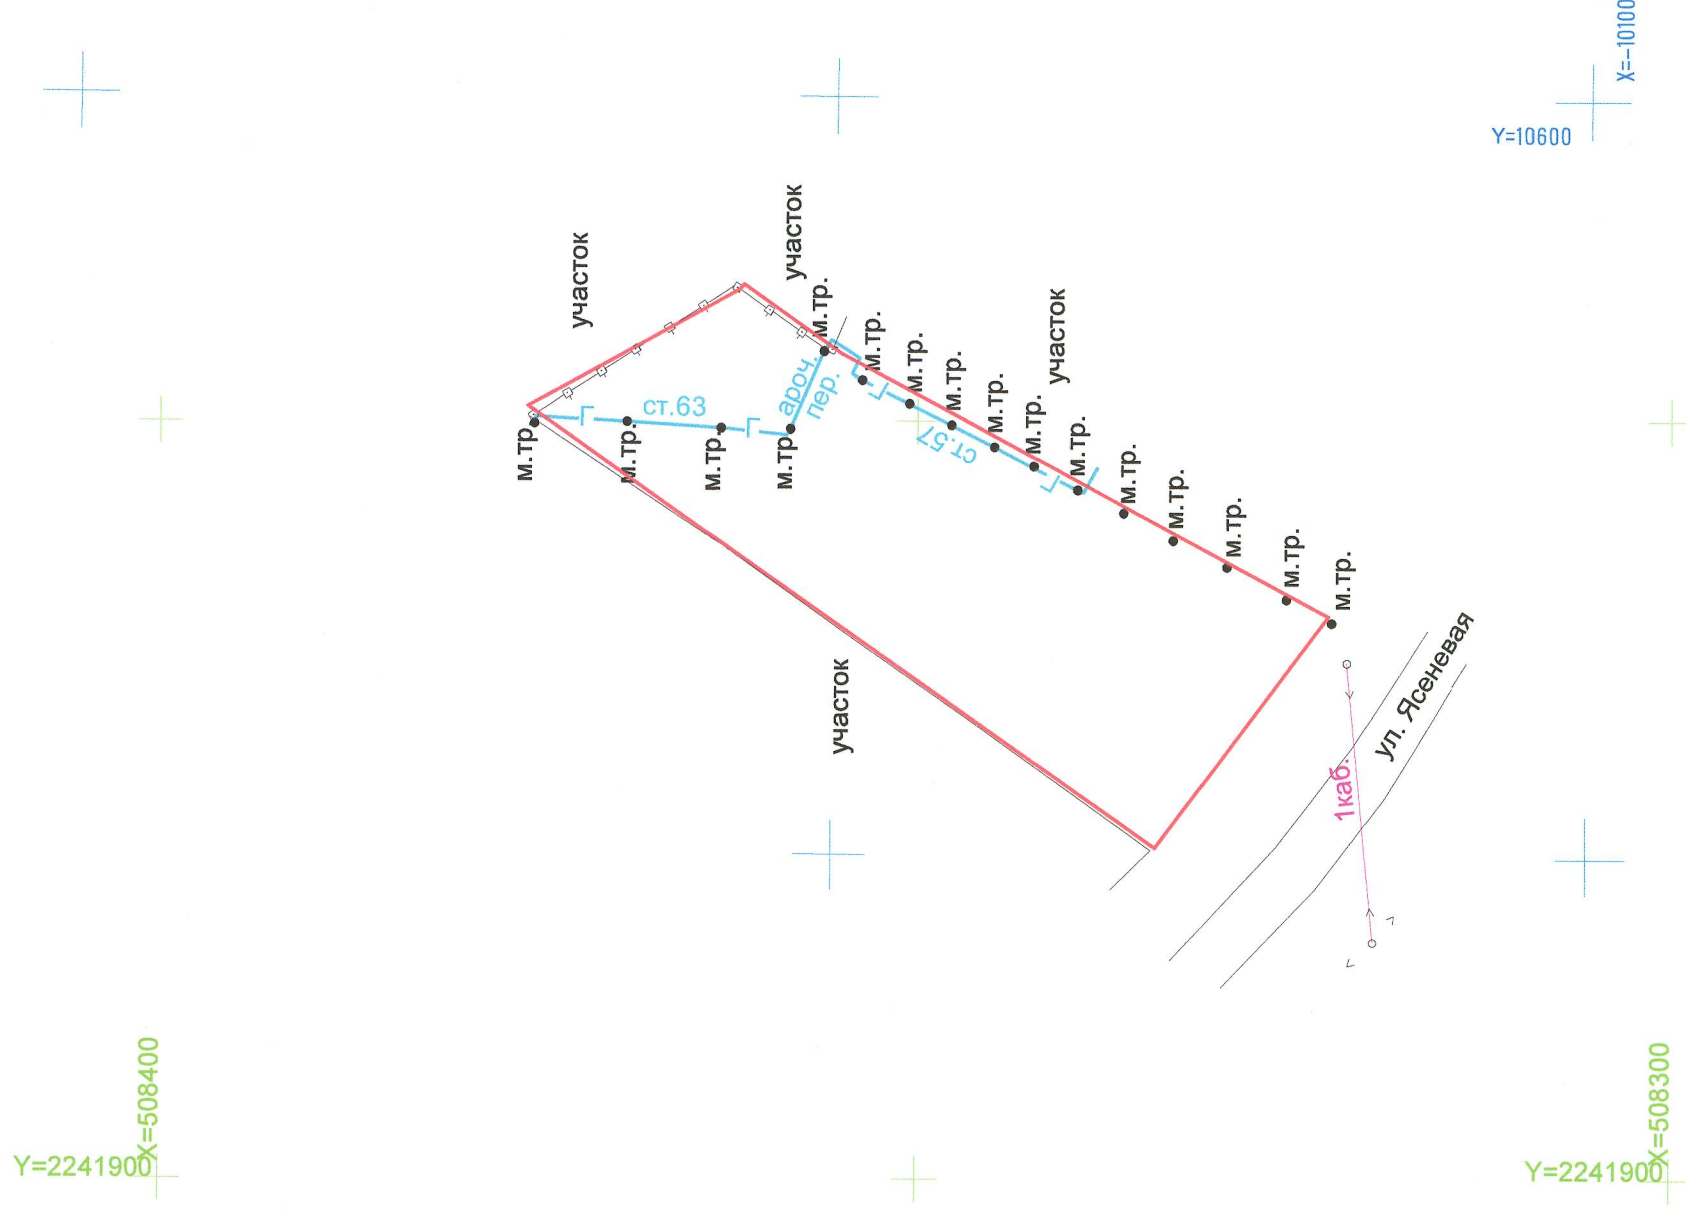 X=-10100
Y=10600
участок
участок
участок
м.тр.
м.тр.
м.тр.
м.тр.
м.тр.
м.тр.
м.тр.
м.тр.
м.тр.
м.тр.
м.тр.
м.тр.
ароч.
пер.
Г
ст.63
Г
Г
ст.57
Г
м.тр.
м.тр.
м.тр.
м.тр.
участок
ул. Ясеневая
1каб.
X=508400
Y=2241900
X=508300
Y=2241900